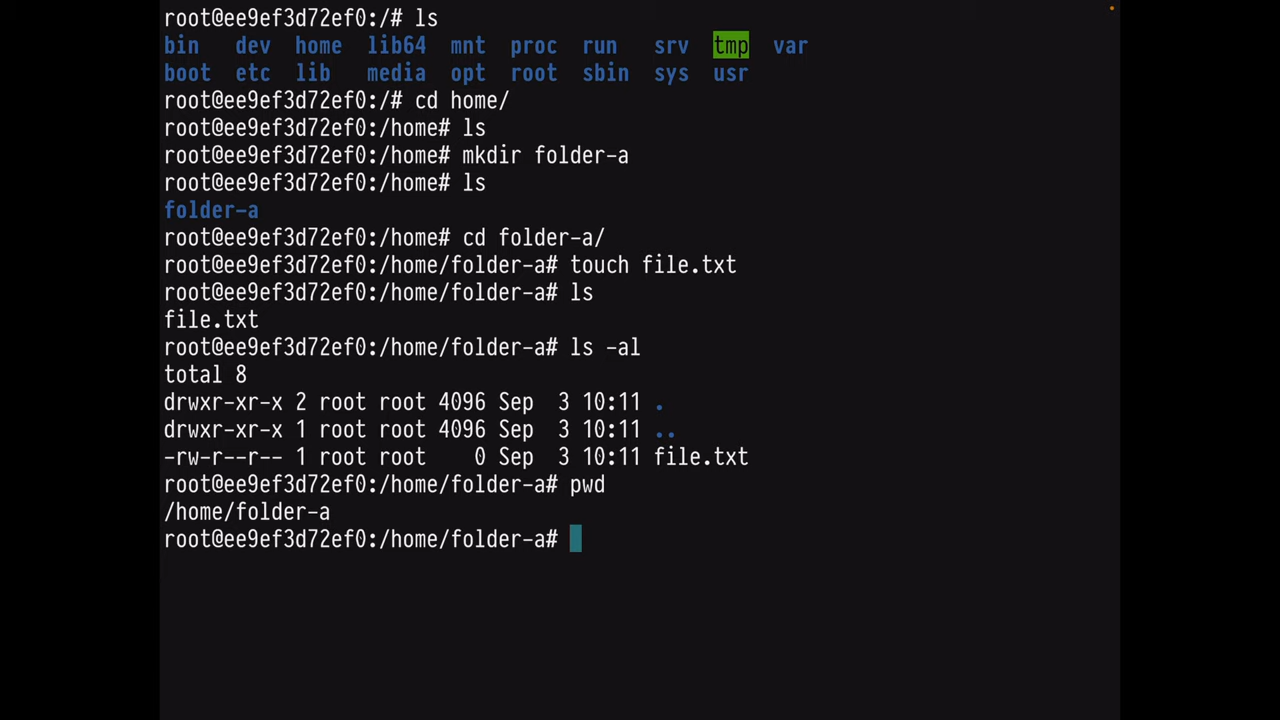 root@ee9ef3d72ef0:/# ls
bin   dev  home  lib64  mnt  proc  run   srv  tmp  var
boot  etc  lib   media  opt  root  sbin  sys  usr
root@ee9ef3d72ef0:/# cd home/
root@ee9ef3d72ef0:/home# ls
root@ee9ef3d72ef0:/home# mkdir folder-a
root@ee9ef3d72ef0:/home# ls
folder-a
root@ee9ef3d72ef0:/home# cd folder-a/
root@ee9ef3d72ef0:/home/folder-a# touch file.txt
root@ee9ef3d72ef0:/home/folder-a# ls
file.txt
root@ee9ef3d72ef0:/home/folder-a# ls -al
total 8
drwxr-xr-x 2 root root 4096 Sep  3 10:11 .
drwxr-xr-x 1 root root 4096 Sep  3 10:11 ..
-rw-r--r-- 1 root root    0 Sep  3 10:11 file.txt
root@ee9ef3d72ef0:/home/folder-a# pwd
/home/folder-a
root@ee9ef3d72ef0:/home/folder-a#